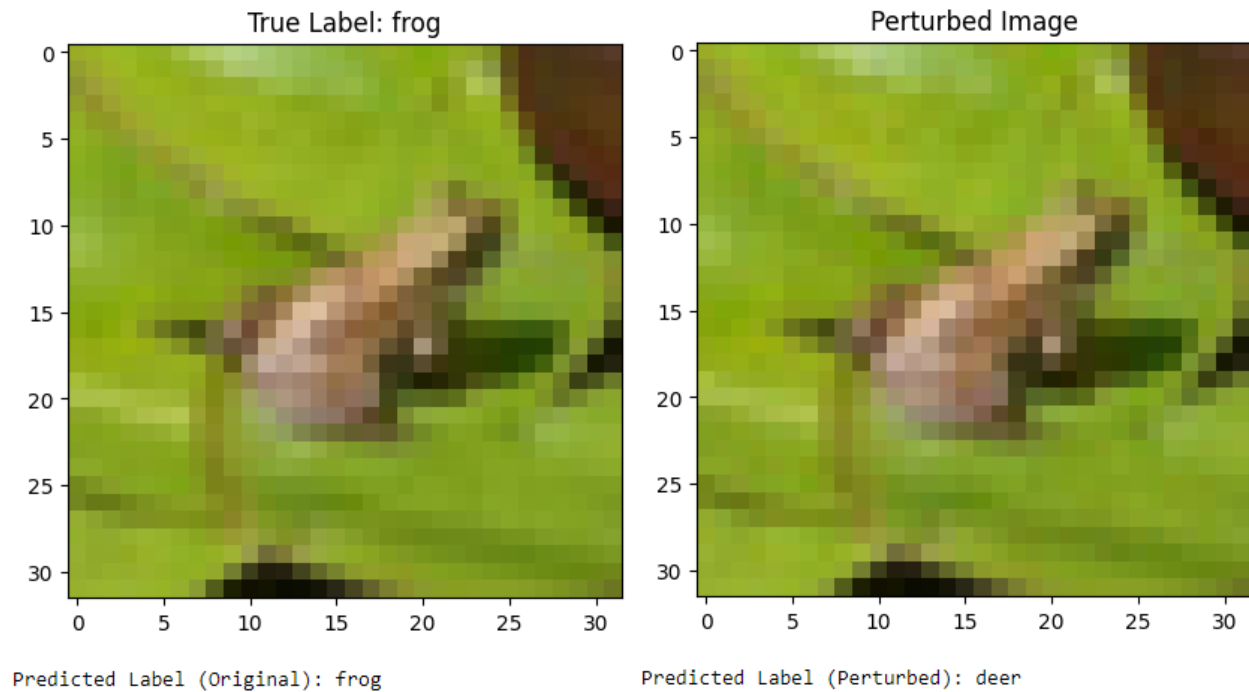 True Label: frog
Perturbed Image
0
5
10
15
20
25
30
0 5 10 15 20 25 30
0
5
10
15
20
25
30
0 5 10 15 20 25 30
Predicted Label (Original): frog
Predicted Label (Perturbed): deer